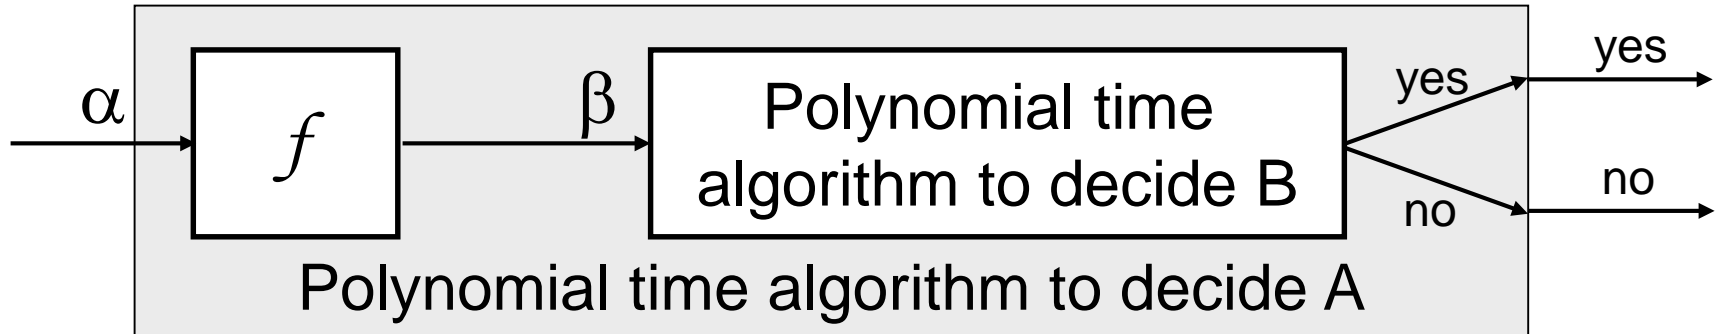 α
f
β
Polynomial time
algorithm to decide B
yes
no
yes
no
Polynomial time algorithm to decide A